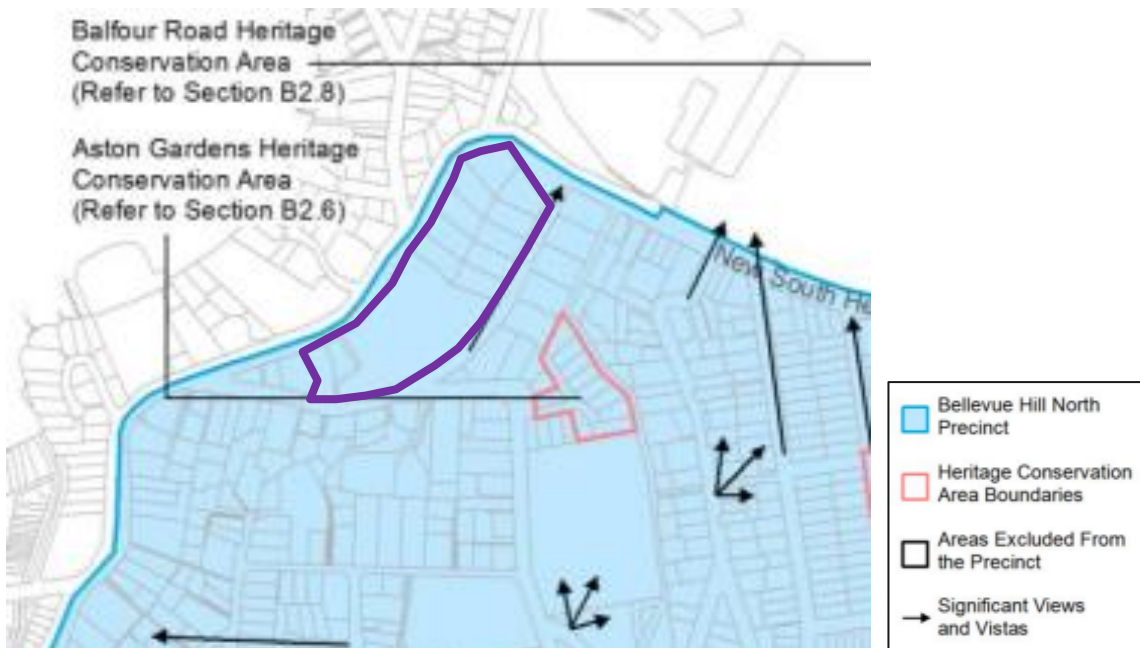 Balfour Road Heritage
Conservation Area
(Refer to Section B2.8)
Aston Gardens Heritage
Conservation Area
(Refer to Section B2.6)
New South He
Bellevue Hill North
Precinct
Heritage Conservation
Area Boundaries
Areas Excluded From
the Precinct
Significant Views
and Vistas